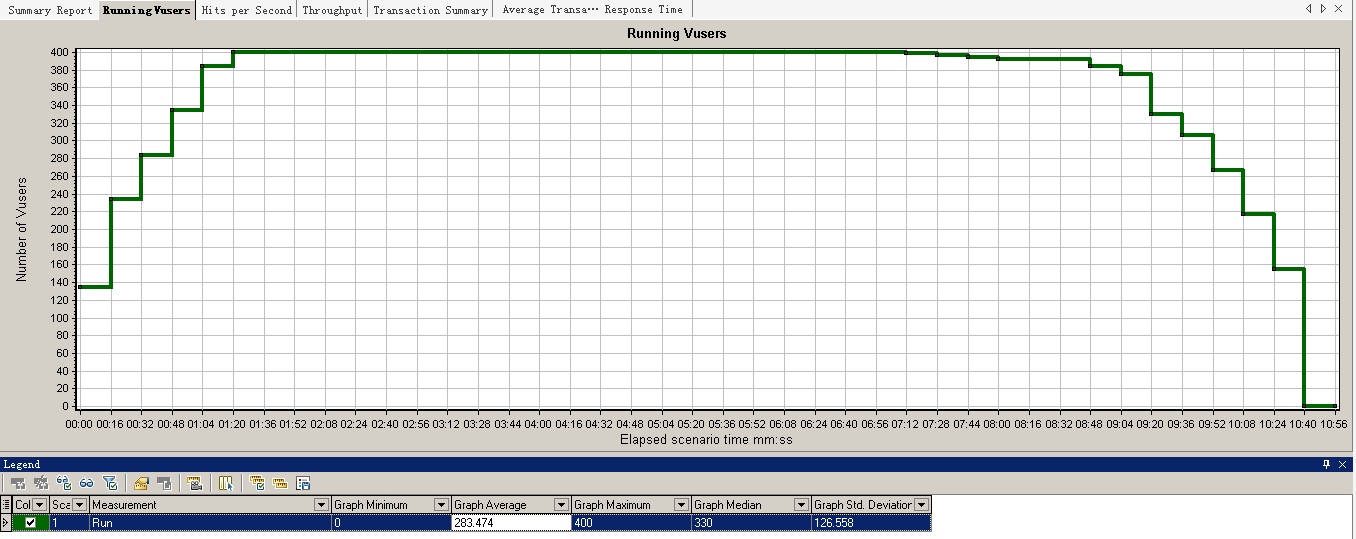 Summary Report Running Vusers Hits per Second Throughput Transaction Summary Average Transa··· Response Time
Running Vusers
400
380
360
340
320
300
280
260
240
220
200
180
160
140
120
100
80
60
40
20
0
Number of Vusers
00:00 00:16 00:32 00:48 01:04 01:20 01:36 01:52 02:08 02:24 02:40 02:56 03:12 03:28 03:44 04:00 04:16 04:32 04:48 05:04 05:20 05:36 05:52 06:08 06:24 06:40 06:56 07:12 07:28 07:44 08:00 08:16 08:32 08:48 09:04 09:20 09:36 09:52 10:08 10:24 10:40 10:56
Elapsed scenario time mm:ss
Legend
Col Sca Measurement Graph Minimum Graph Average Graph Maximum Graph Median Graph Std. Deviation
1 Run 0 283.474 400 330 126.558